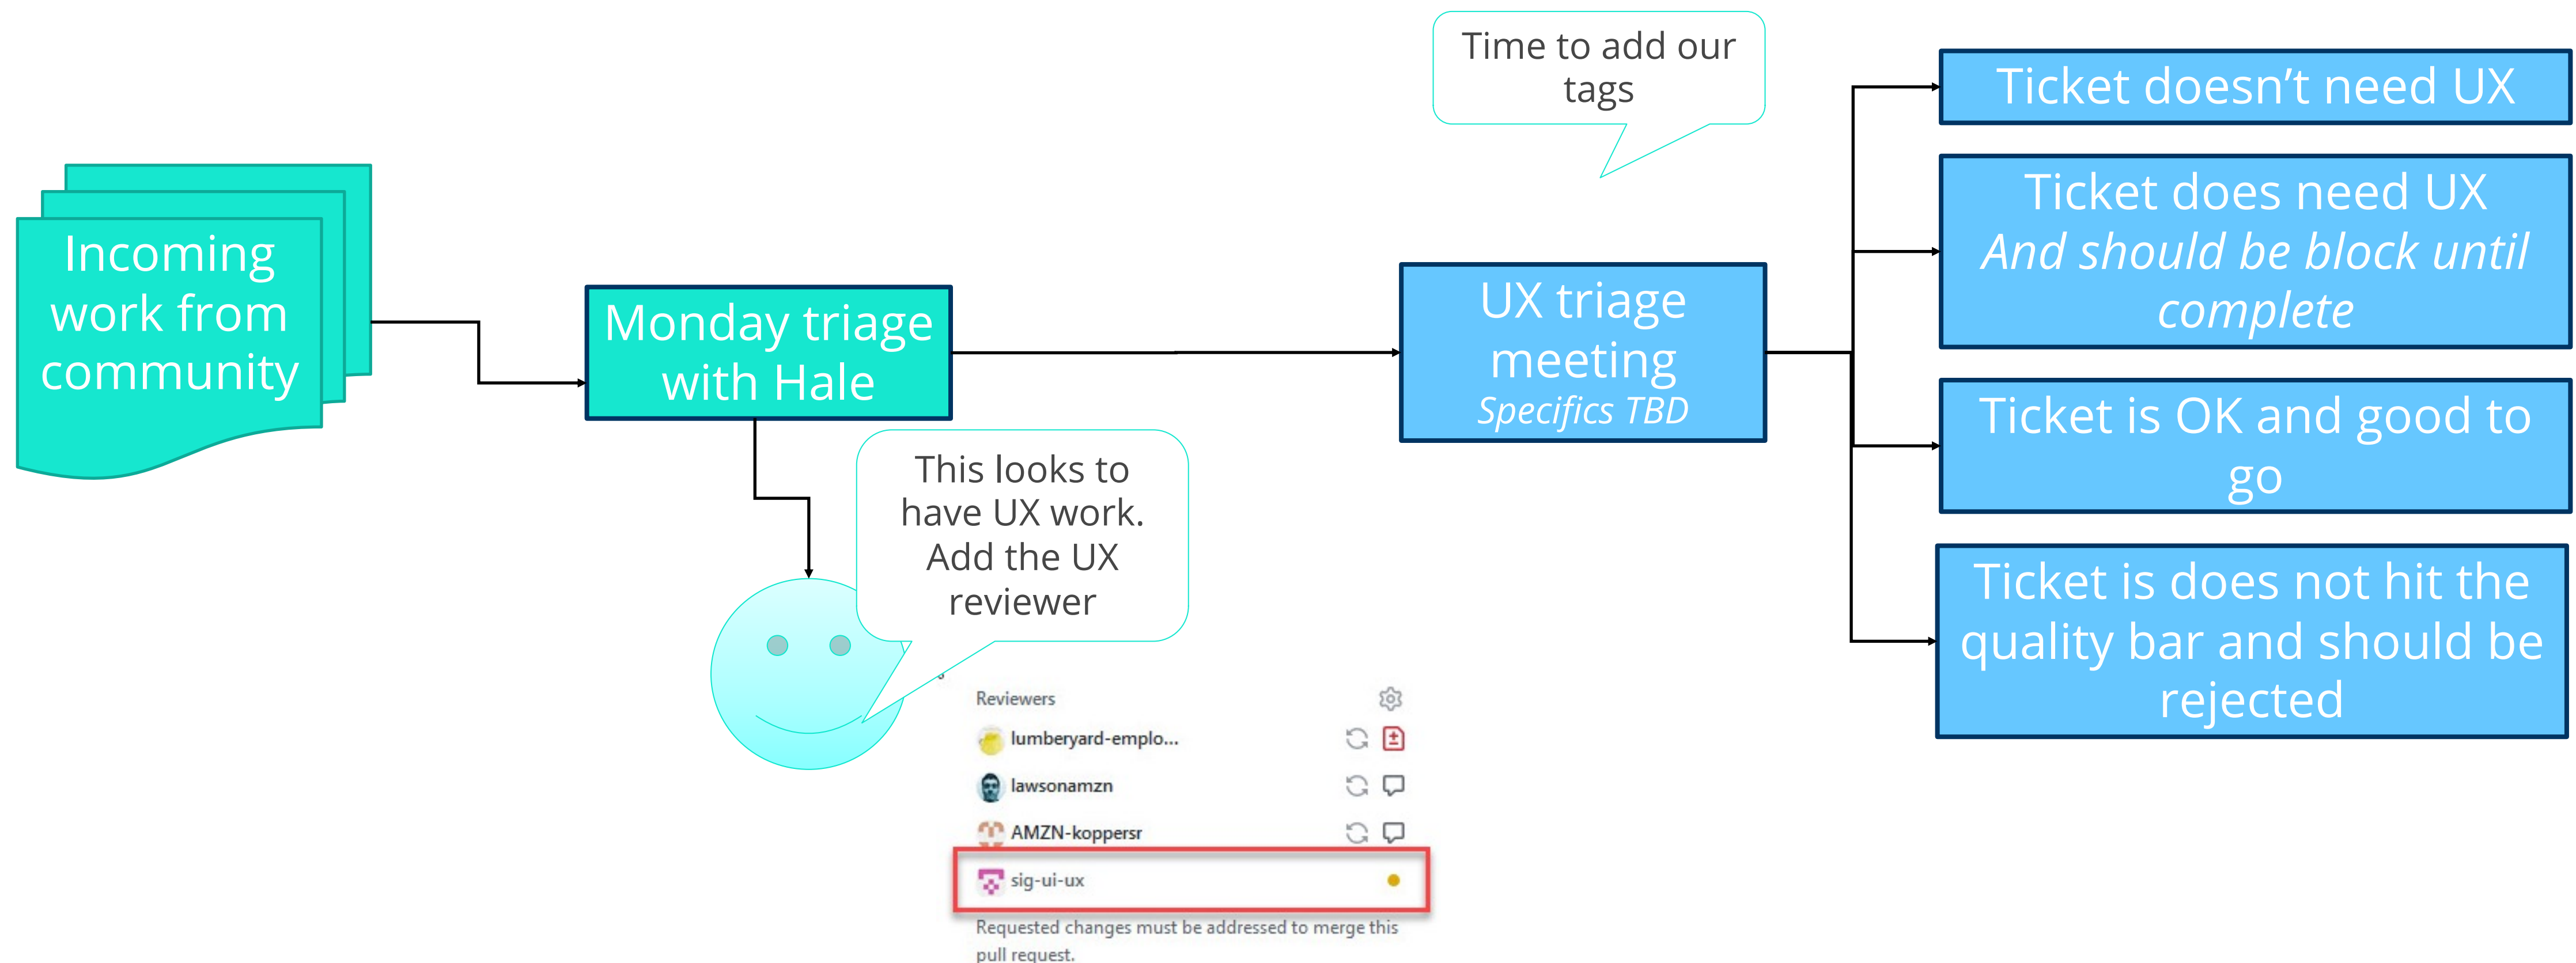 Incoming
work from
community
Monday triage
with Hale
This looks to
have UX work.
Add the UX
reviewer
Reviewers
lumberyard-emplo...
lawsonamzn
AMZN-koppersr
sig-ui-ux
Requested changes must be addressed to merge this
pull request.
Time to add our
tags
UX triage
meeting
Specifics TBD
Ticket doesn’t need UX
Ticket does need UX
And should be block until
complete
Ticket is OK and good to
go
Ticket is does not hit the
quality bar and should be
rejected